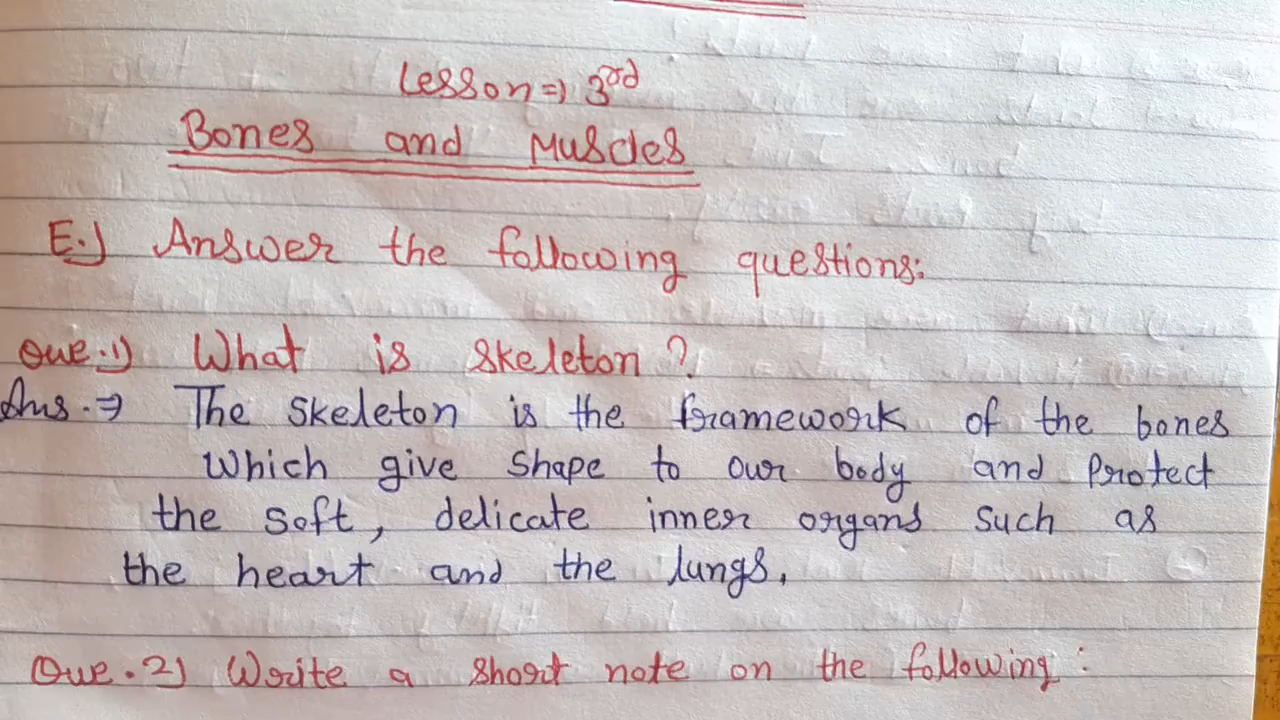 Lesson => 3rd
Bones and Muscles
E.) Answer the following questions:
Que.1) What is skeleton?
Ans.=> The skeleton is the framework of the bones
which give shape to our body and protect
the soft, delicate inner organs such as
the heart and the lungs.
Que.2) Write a short note on the following: